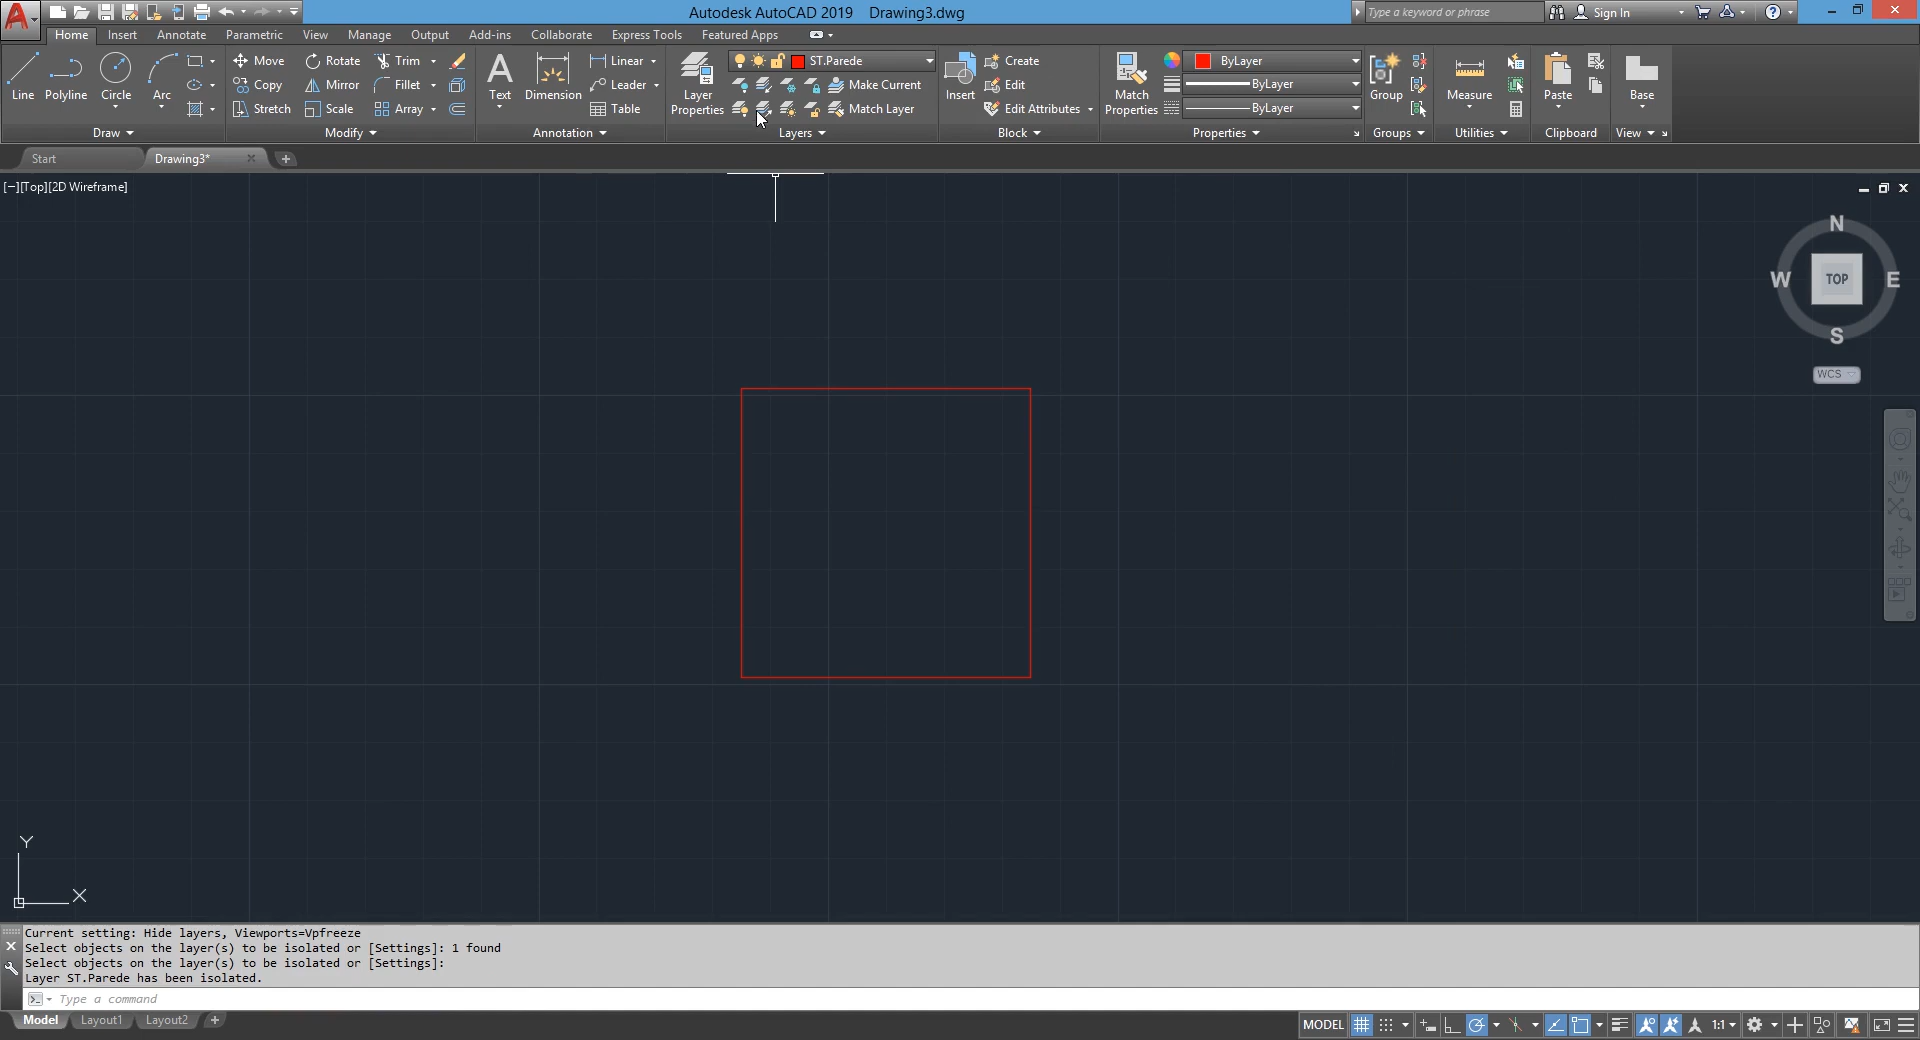 Autodesk AutoCAD 2019 Drawing3.dwg
Type a keyword or phrase
Sign In
Home Insert Annotate Parametric View Manage Output Add-ins Collaborate Express Tools Featured Apps
Line Polyline Circle Arc
Move Rotate Trim
Copy Mirror Fillet
Stretch Scale Array
Text Dimension
Linear
Leader
Table
Layer Properties
ST.Parede
Make Current
Match Layer
Insert
Create
Edit
Edit Attributes
Match Properties
ByLayer
ByLayer
ByLayer
Group
Measure
Paste
Base
Draw Modify Annotation Layers Block Properties Groups Utilities Clipboard View
Start Drawing3*
[−][Top][2D Wireframe]
N
W TOP E
S
WCS
Y
X
Current setting: Hide layers, Viewports=Vpfreeze
Select objects on the layer(s) to be isolated or [Settings]: 1 found
Select objects on the layer(s) to be isolated or [Settings]:
Layer ST.Parede has been isolated.
Type a command
Model Layout1 Layout2
MODEL 1:1